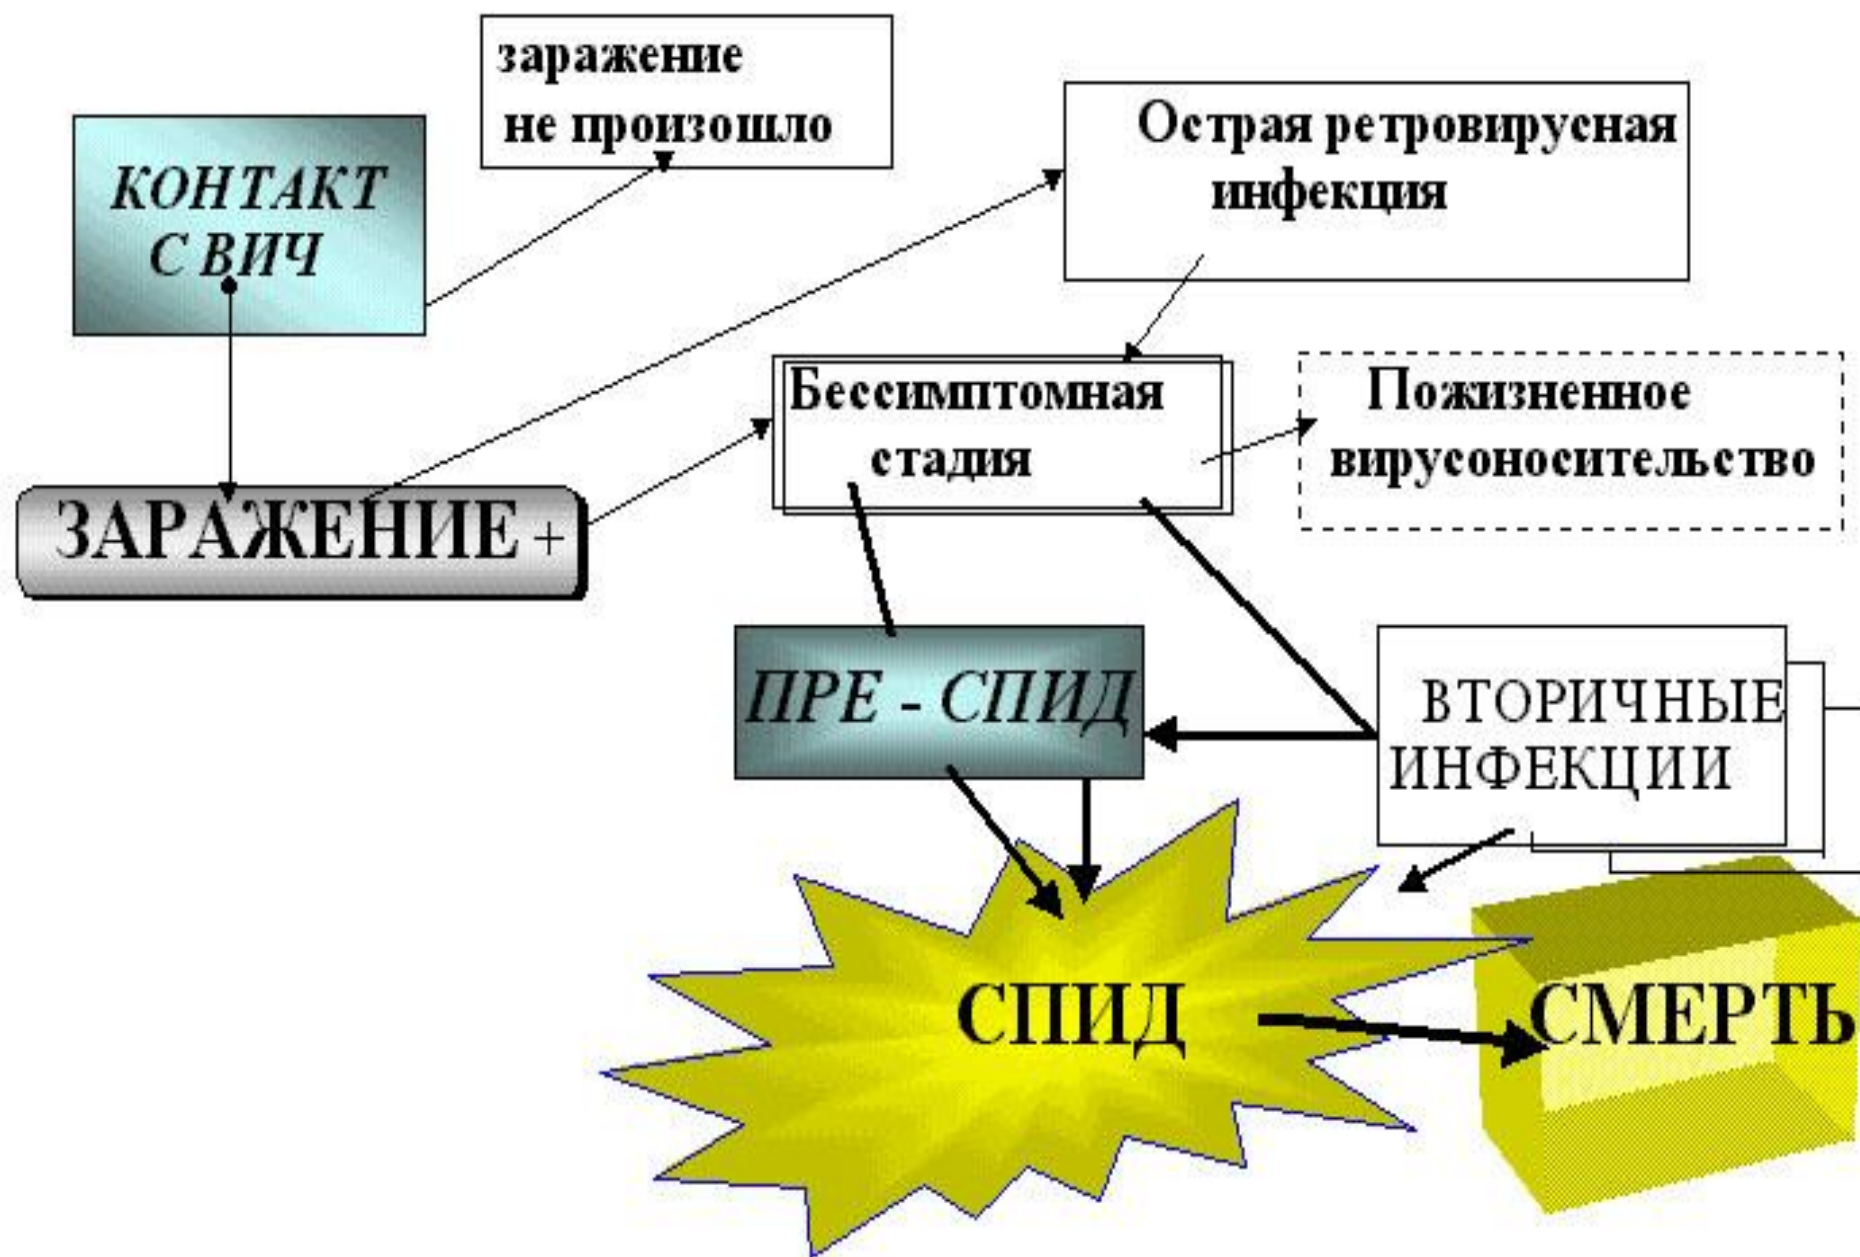 заражение
не произошло
КОНТАКТ
С ВИЧ
Острая ретровирусная
инфекция
Бессимптомная
стадия
Пожизненное
вирусоносительство
ЗАРАЖЕНИЕ +
ПРЕ - СПИД
ВТОРИЧНЫЕ
ИНФЕКЦИИ
СПИД
СМЕРТЬ